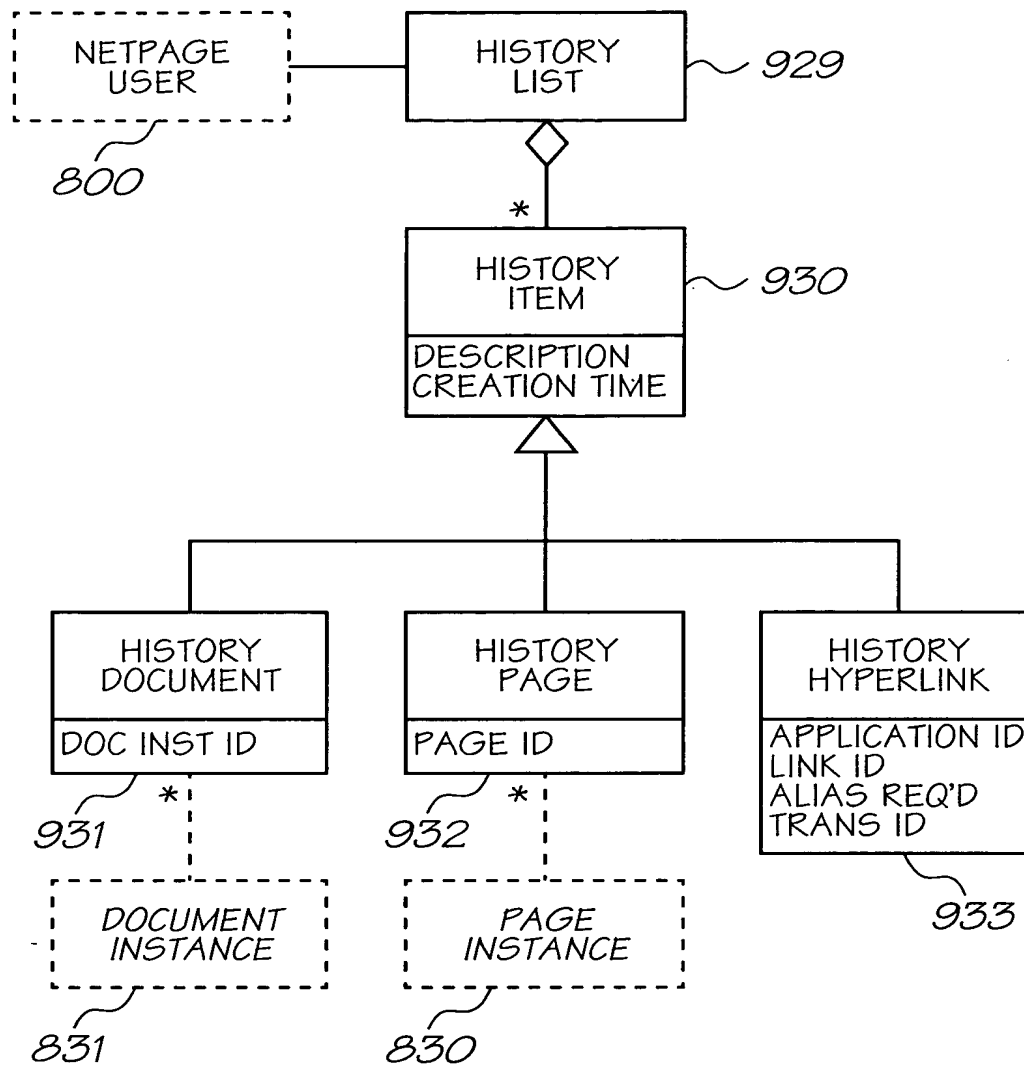 NETPAGE
USER
800
HISTORY
LIST
929
*
HISTORY
ITEM
930
DESCRIPTION
CREATION TIME
HISTORY
DOCUMENT
DOC INST ID
931
*
HISTORY
PAGE
PAGE ID
932
*
HISTORY
HYPERLINK
APPLICATION ID
LINK ID
ALIAS REQ'D
TRANS ID
933
DOCUMENT
INSTANCE
831
PAGE
INSTANCE
830